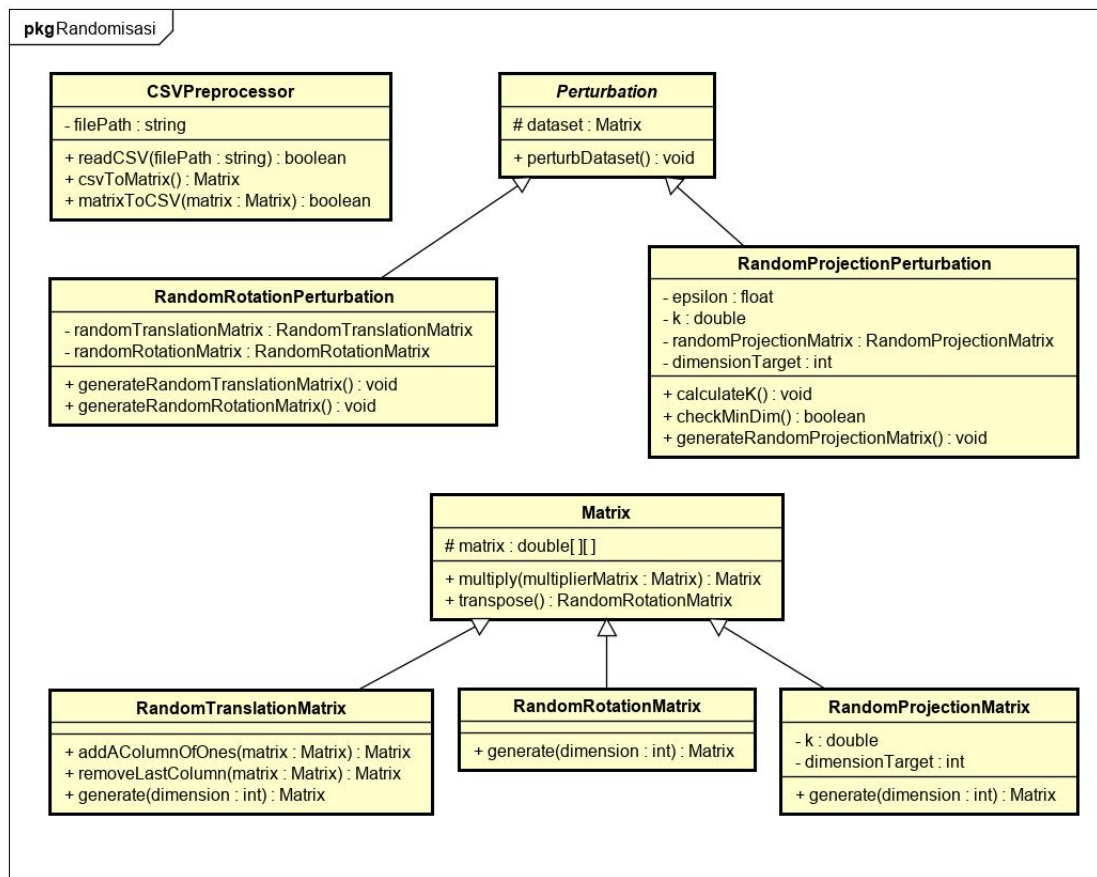 pkg Randomisasi
CSVPreprocessor
- filePath : string
+ readCSV(filePath : string) : boolean
+ csvToMatrix() : Matrix
+ matrixToCSV(matrix : Matrix) : boolean
Perturbation
# dataset : Matrix
+ perturbDataset() : void
RandomRotationPerturbation
- randomTranslationMatrix : RandomTranslationMatrix
- randomRotationMatrix : RandomRotationMatrix
+ generateRandomTranslationMatrix() : void
+ generateRandomRotationMatrix() : void
RandomProjectionPerturbation
- epsilon : float
- k : double
- randomProjectionMatrix : RandomProjectionMatrix
- dimensionTarget : int
+ calculateK() : void
+ checkMinDim() : boolean
+ generateRandomProjectionMatrix() : void
Matrix
# matrix : double[ ][ ]
+ multiply(multiplierMatrix : Matrix) : Matrix
+ transpose() : RandomRotationMatrix
RandomTranslationMatrix
+ addAColumnOfOnes(matrix : Matrix) : Matrix
+ removeLastColumn(matrix : Matrix) : Matrix
+ generate(dimension : int) : Matrix
RandomRotationMatrix
+ generate(dimension : int) : Matrix
RandomProjectionMatrix
- k : double
- dimensionTarget : int
+ generate(dimension : int) : Matrix